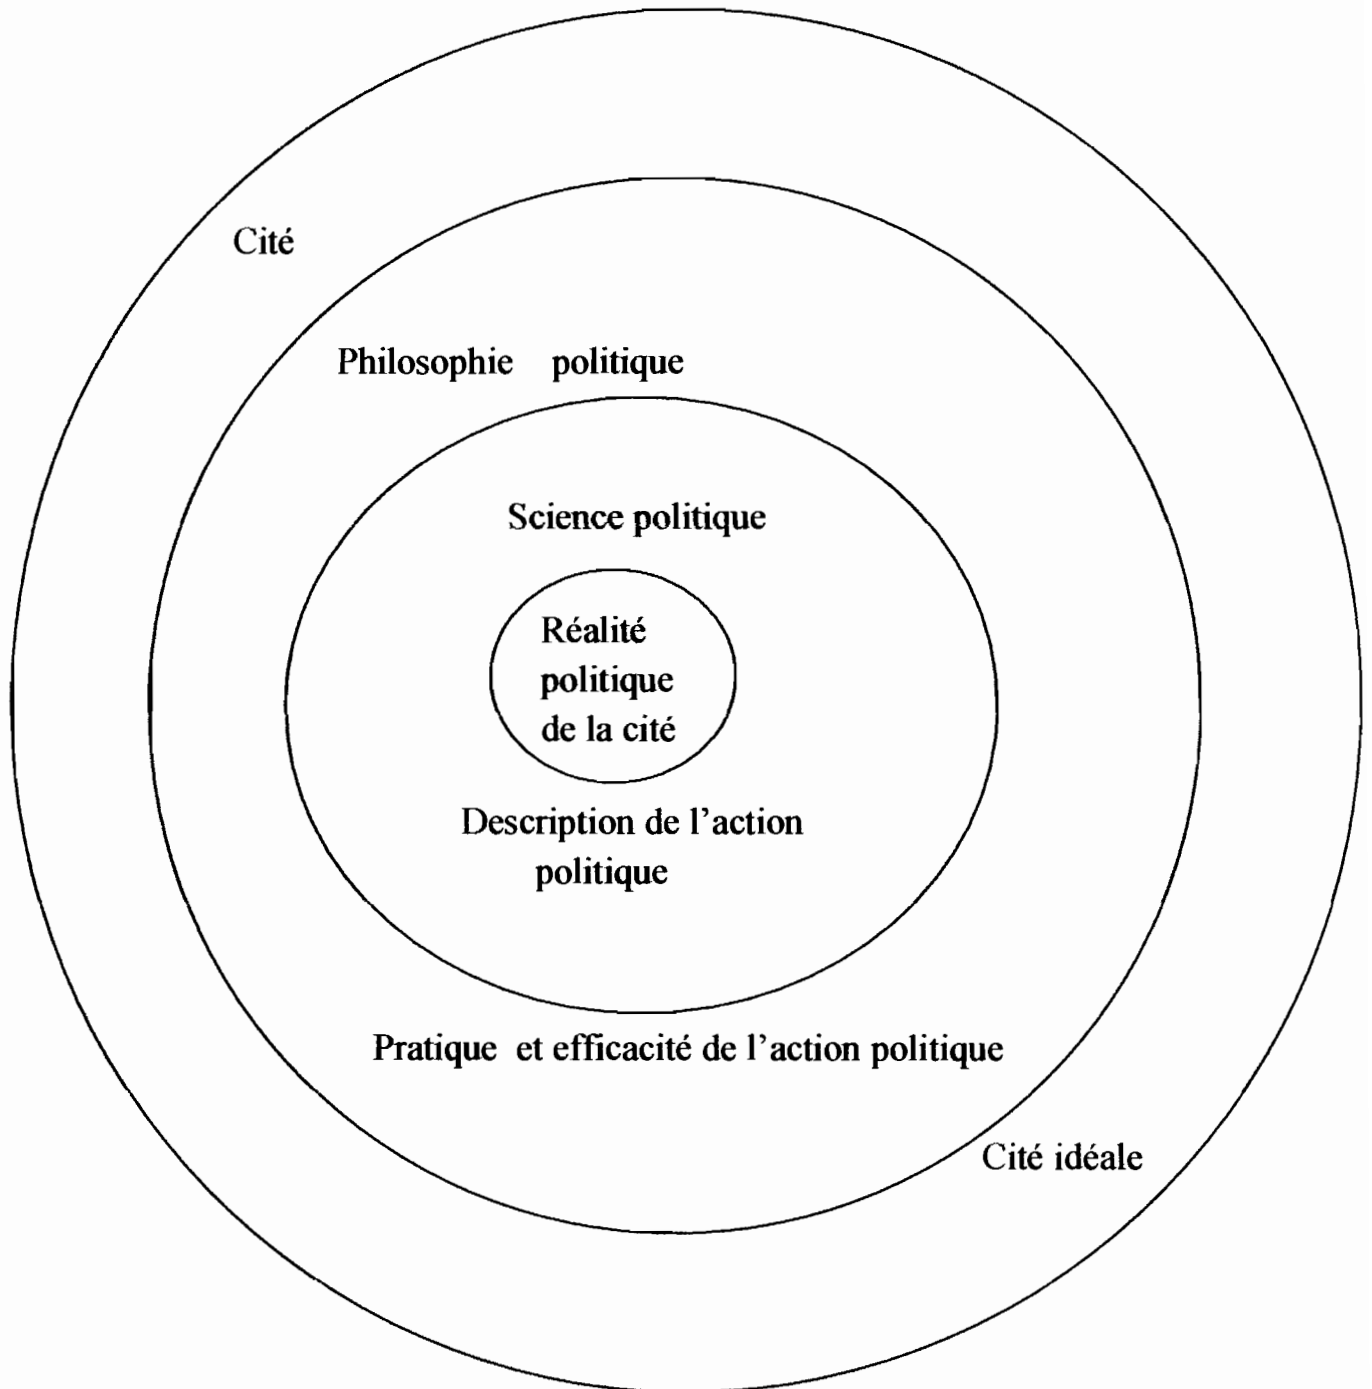 Cité
Philosophie politique
Science politique
Réalité
politique
de la cité
Description de l’action
politique
Pratique et efficacité de l’action politique
Cité idéale